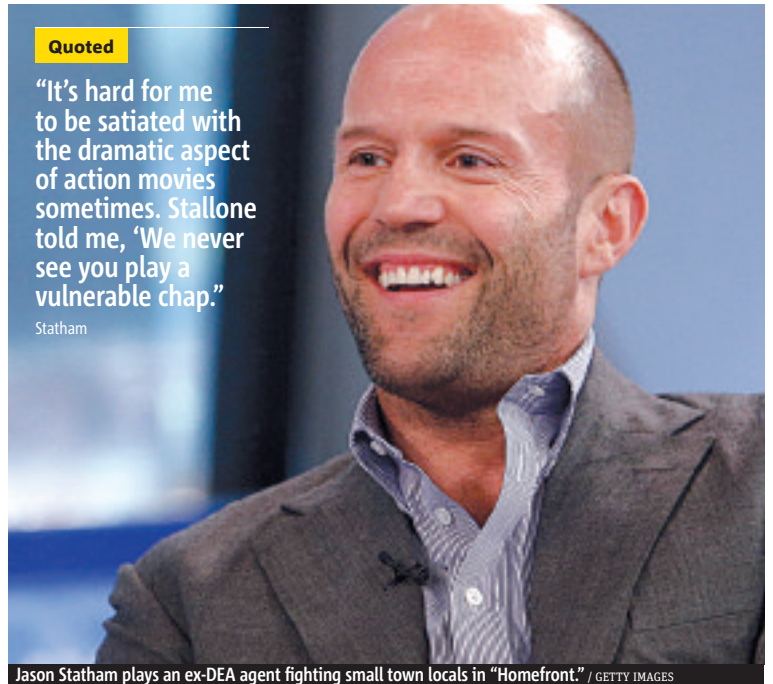 Quoted
“It’s hard for me
to be satiated with
the dramatic aspect
of action movies
sometimes. Stallone
told me, ‘We never
see you play a
vulnerable chap.”
Statham
Jason Statham plays an ex-DEA agent fighting small town locals in “Homefront.” / GETTY IMAGES